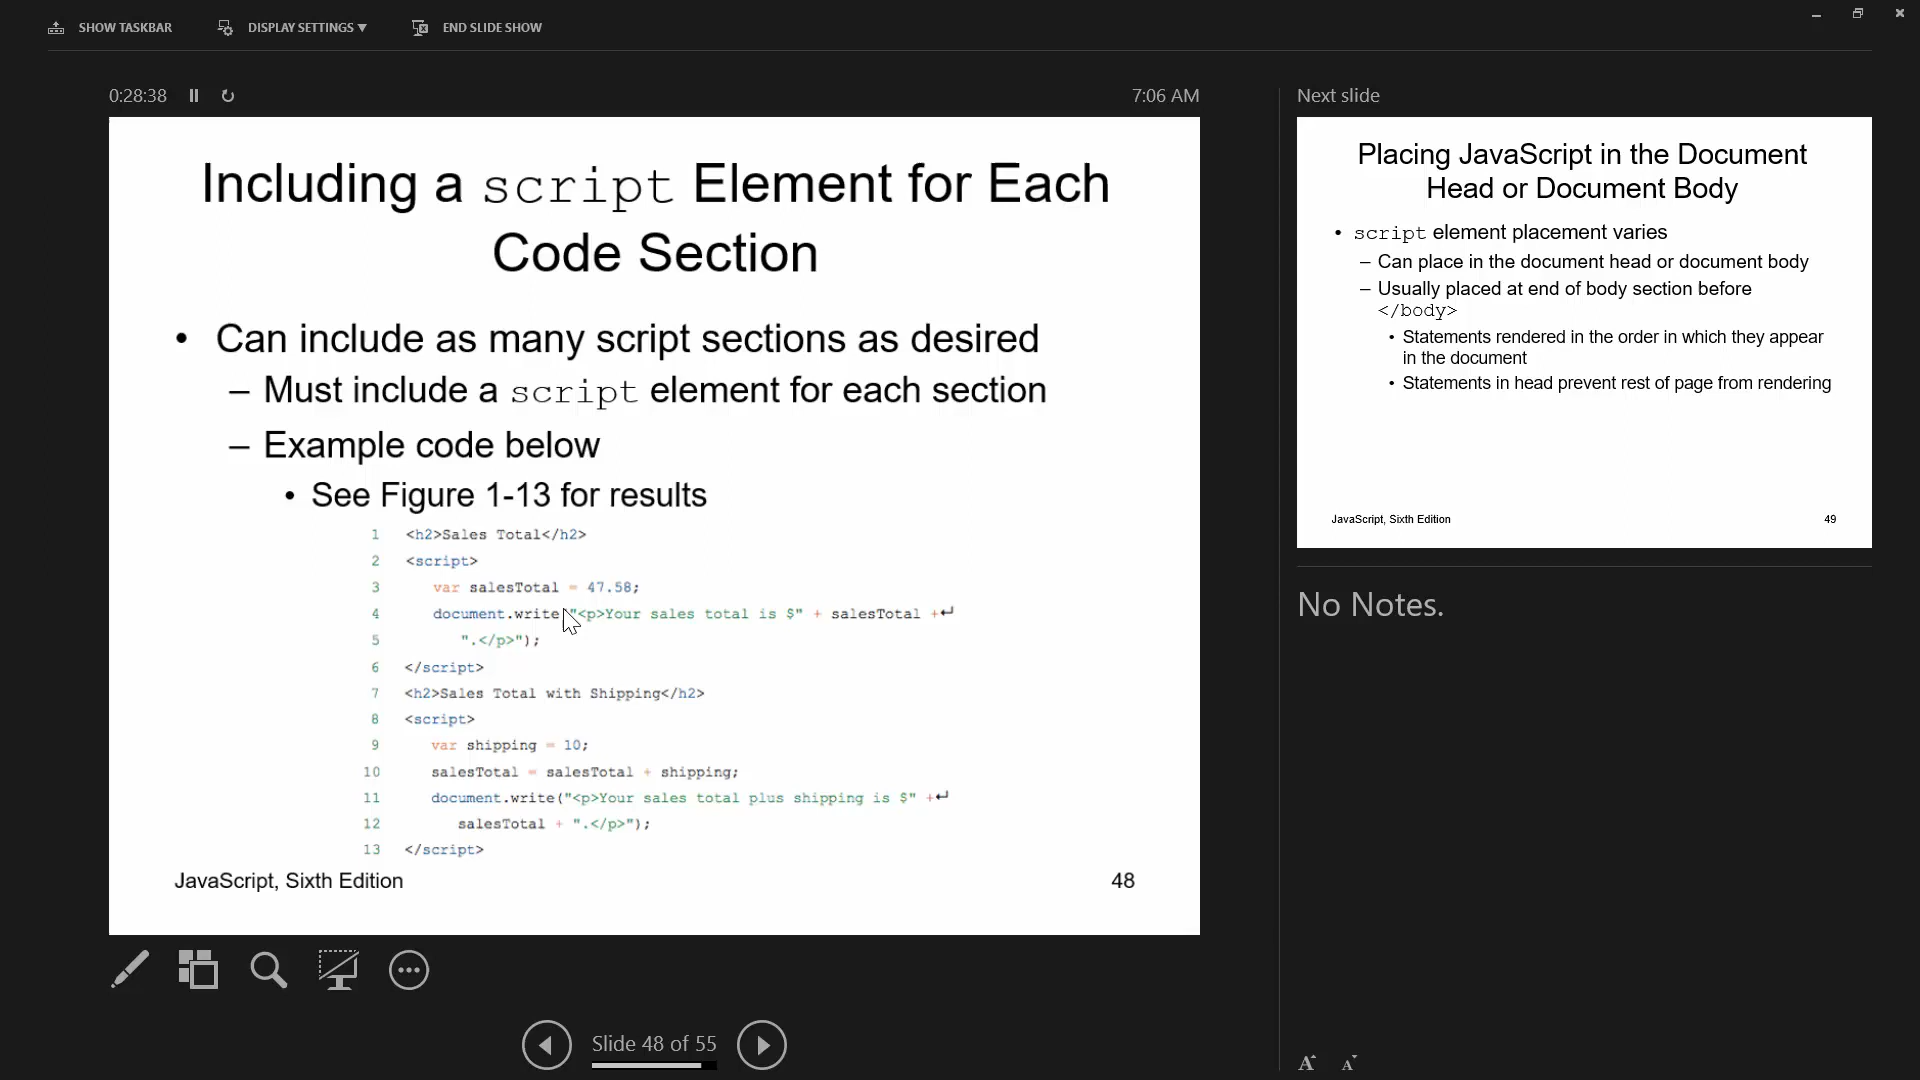 SHOW TASKBAR
DISPLAY SETTINGS ▾
END SLIDE SHOW
0:28:38
7:06 AM
Including a script Element for Each
Code Section
• Can include as many script sections as desired
– Must include a script element for each section
– Example code below
• See Figure 1-13 for results
1 <h2>Sales Total</h2>
2 <script>
3 var salesTotal = 47.58;
4 document.write "<p>Your sales total is $" + salesTotal +↵
5 ".</p>");
6 </script>
7 <h2>Sales Total with Shipping</h2>
8 <script>
9 var shipping = 10;
10 salesTotal = salesTotal + shipping;
11 document.write("<p>Your sales total plus shipping is $" +↵
12 salesTotal + ".</p>");
13 </script>
JavaScript, Sixth Edition
48
Slide 48 of 55
Next slide
Placing JavaScript in the Document
Head or Document Body
• script element placement varies
– Can place in the document head or document body
– Usually placed at end of body section before
</body>
• Statements rendered in the order in which they appear
in the document
• Statements in head prevent rest of page from rendering
JavaScript, Sixth Edition
49
No Notes.
A A